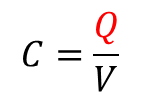 C = Q/V